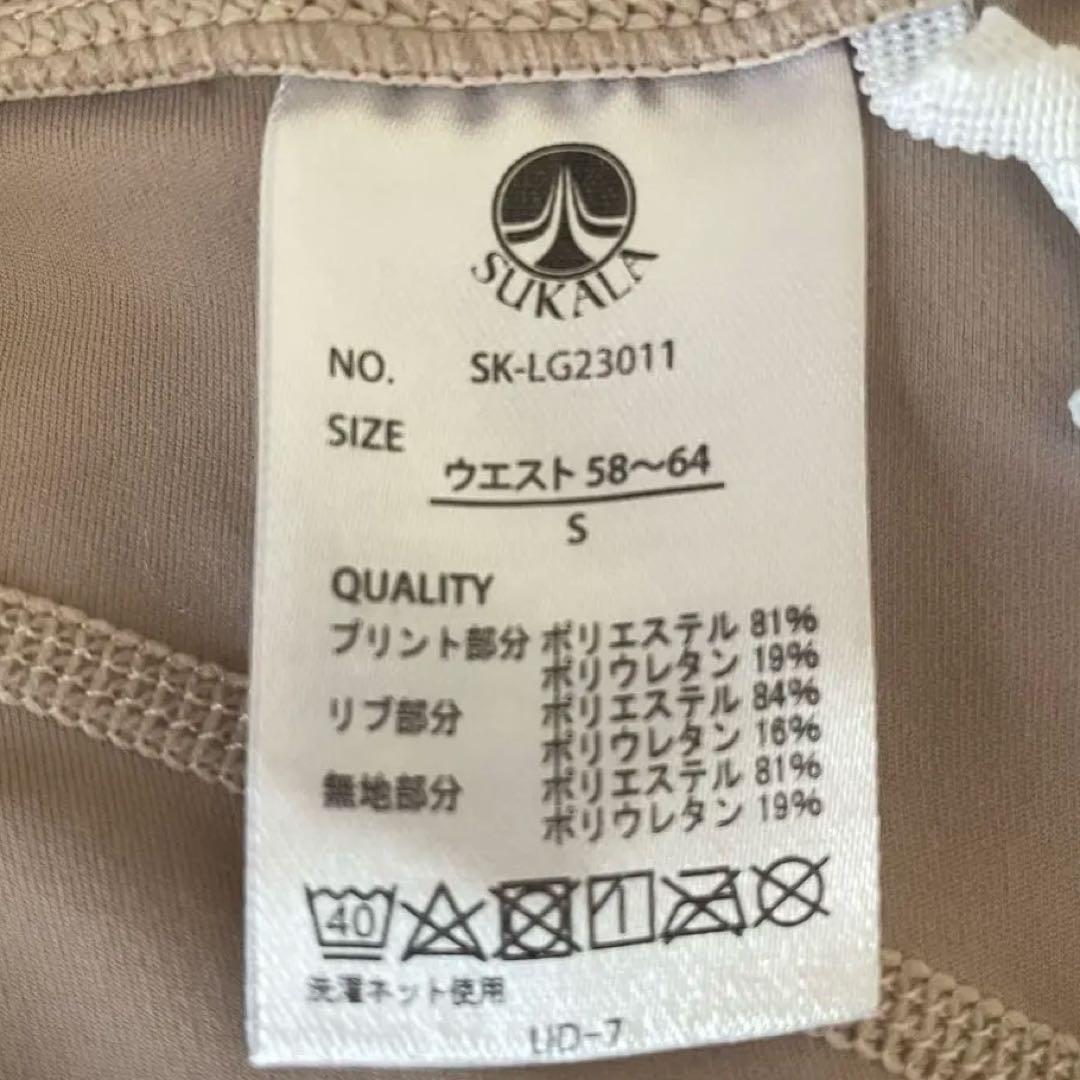 SUKALA
NO. SK-LG23011
SIZE
ウエスト 58〜64
S
QUALITY
プリント部分 ポリエステル 81%
ポリウレタン 19%
リブ部分 ポリエステル 84%
ポリウレタン 16%
無地部分 ポリエステル 81%
ポリウレタン 19%
40
洗濯ネット使用
UD-7